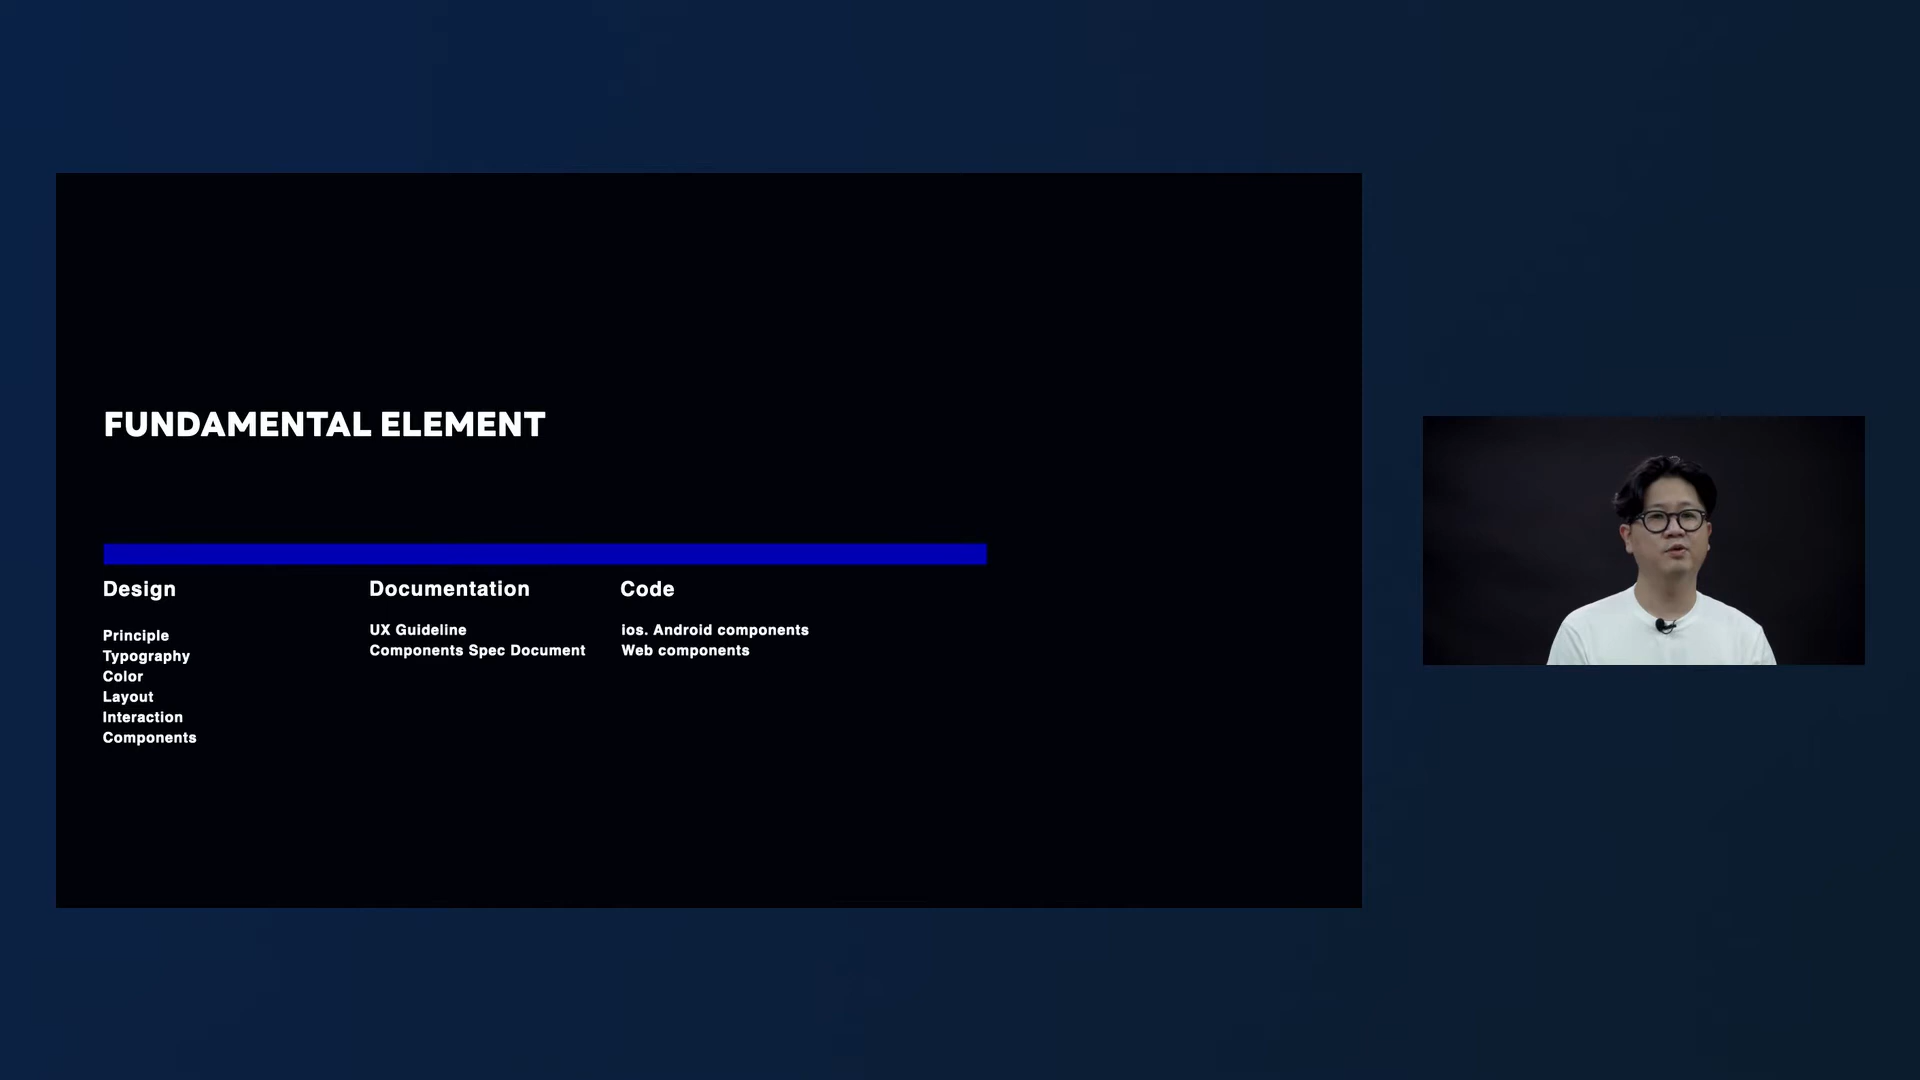 FUNDAMENTAL ELEMENT
Design
Principle
Typography
Color
Layout
Interaction
Components
Documentation
UX Guideline
Components Spec Document
Code
ios. Android components
Web components